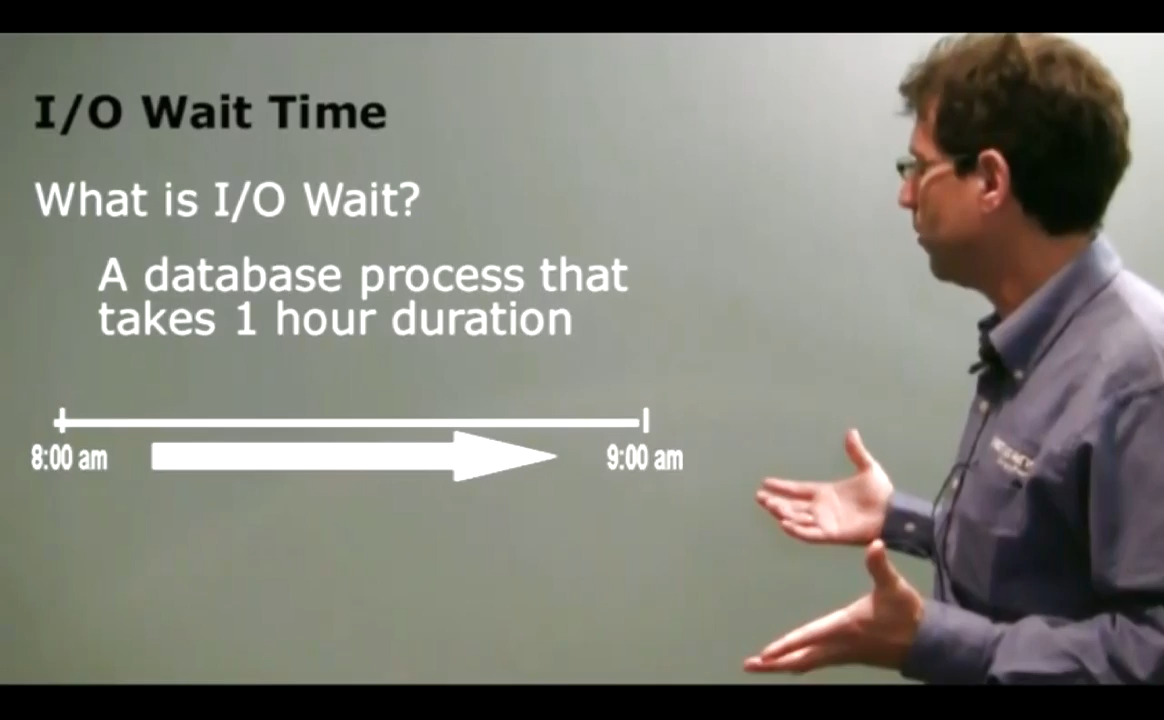 I/O Wait Time
What is I/O Wait?
A database process that
takes 1 hour duration
8:00 am
9:00 am